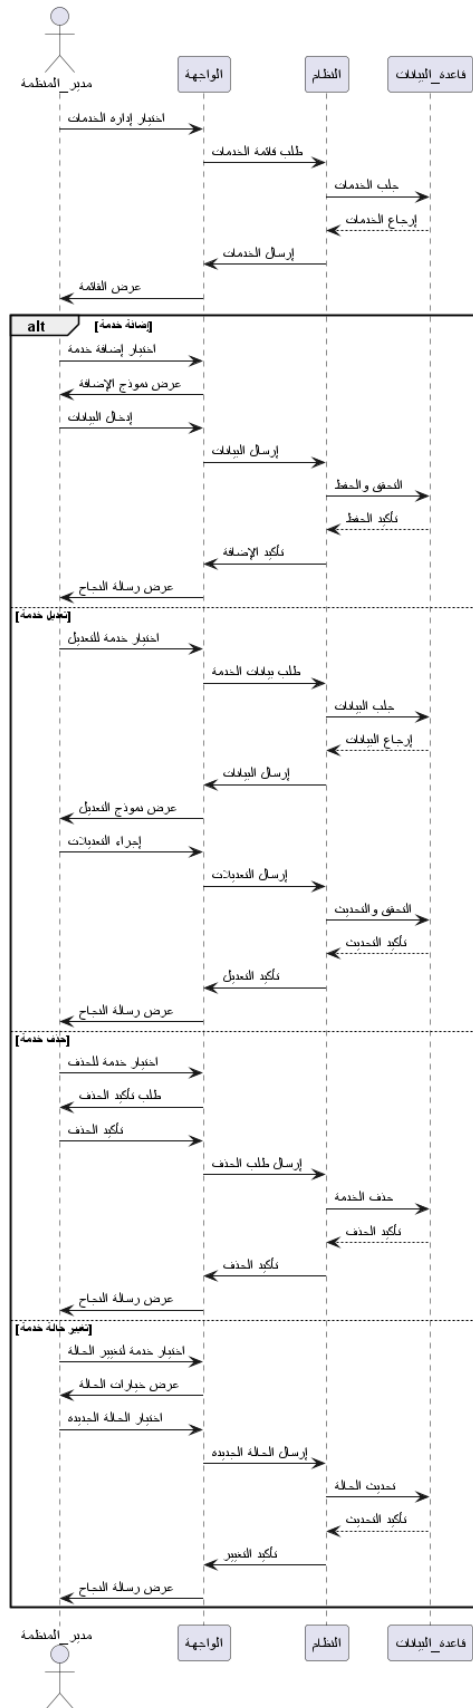 مدير_المنظمة
الواجهة
النظام
قاعدة_البيانات
اختيار إداره الخدمات
طلب قائمة الخدمات
جلب الخدمات
إرجاع الخدمات
إرسال الخدمات
عرض القائمة
alt [إضافة خدمة]
اختيار إضافة خدمة
عرض نموذج الإضافة
إدخال البيانات
إرسال البيانات
التحقق والحفظ
تأكيد الحفظ
تأكيد الإضافة
عرض رسالة النجاح
[تعديل خدمة]
اختيار خدمة للتعديل
طلب بيانات الخدمة
جلب البيانات
إرجاع البيانات
إرسال البيانات
عرض نموذج التعديل
إجراء التعديلات
إرسال التعديلات
التحقق والتحديث
تأكيد التحديث
تأكيد التعديل
عرض رسالة النجاح
[حذف خدمة]
اختيار خدمة للحذف
طلب تأكيد الحذف
تأكيد الحذف
إرسال طلب الحذف
حذف الخدمة
تأكيد الحذف
تأكيد الحذف
عرض رسالة النجاح
[تغيير حالة خدمة]
اختيار خدمة لتغيير الحالة
عرض خيارات الحالة
اختيار الحالة الجديده
إرسال الحالة الجديده
تحديث الحالة
تأكيد التحديث
تأكيد التغيير
عرض رسالة النجاح
مدير_المنظمة
الواجهة
النظام
قاعدة_البيانات